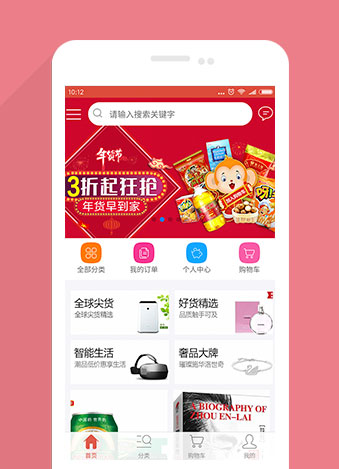 10:12
请输入搜索关键字
年货节
3折起狂抢
年货早到家
全部分类
我的订单
个人中心
购物车
全球尖货
全球尖货精选
好货精选
品质触手可及
智能生活
潮品低价惠享生活
奢品大牌
璀璨施华洛世奇
A BIOGRAPHY OF
ZHOU EN-LAI
首页
分类
购物车
我的